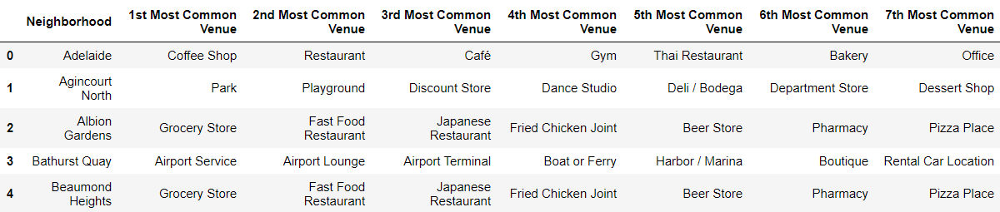 Neighborhood 1st Most Common Venue 2nd Most Common Venue 3rd Most Common Venue 4th Most Common Venue 5th Most Common Venue 6th Most Common Venue 7th Most Common Venue
0 Adelaide Coffee Shop Restaurant Café Gym Thai Restaurant Bakery Office
1 Agincourt North Park Playground Discount Store Dance Studio Deli / Bodega Department Store Dessert Shop
2 Albion Gardens Grocery Store Fast Food Restaurant Japanese Restaurant Fried Chicken Joint Beer Store Pharmacy Pizza Place
3 Bathurst Quay Airport Service Airport Lounge Airport Terminal Boat or Ferry Harbor / Marina Boutique Rental Car Location
4 Beaumond Heights Grocery Store Fast Food Restaurant Japanese Restaurant Fried Chicken Joint Beer Store Pharmacy Pizza Place